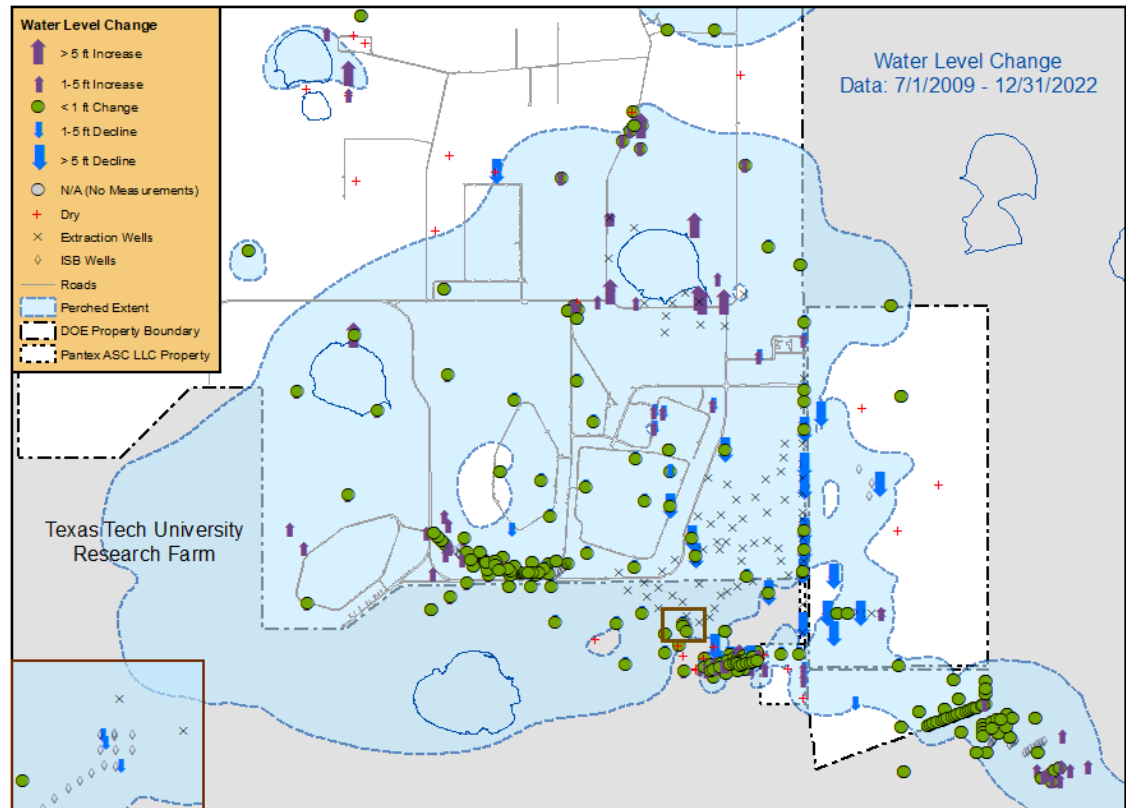 Water Level Change
> 5 ft Increase
1-5 ft Increase
< 1 ft Change
1-5 ft Decline
> 5 ft Decline
N/A (No Measurements)
Dry
Extraction Wells
ISB Wells
Roads
Perched Extent
DOE Property Boundary
Pantex ASC LLC Property
Water Level Change
Data: 7/1/2009 - 12/31/2022
Texas Tech University
Research Farm